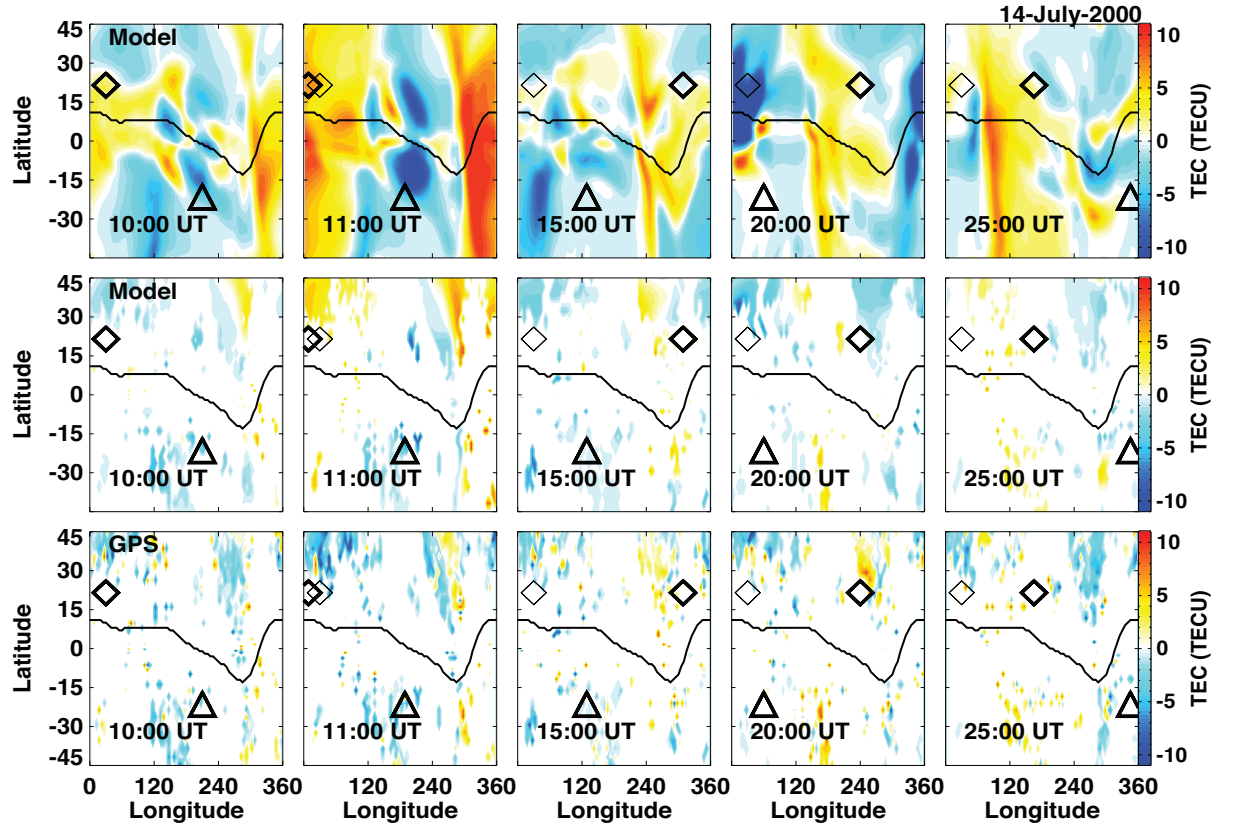 14-July-2000
45
30
15
0
-15
-30
Latitude
Model
10:00 UT
11:00 UT
15:00 UT
20:00 UT
25:00 UT
10
5
0
-5
-10
TEC (TECU)
45
30
15
0
-15
-30
Latitude
Model
10:00 UT
11:00 UT
15:00 UT
20:00 UT
25:00 UT
10
5
0
-5
-10
TEC (TECU)
45
30
15
0
-15
-30
-45
Latitude
GPS
10:00 UT
11:00 UT
15:00 UT
20:00 UT
25:00 UT
10
5
0
-5
-10
TEC (TECU)
0 120 240 360 120 240 360 120 240 360 120 240 360 120 240 360
Longitude Longitude Longitude Longitude Longitude